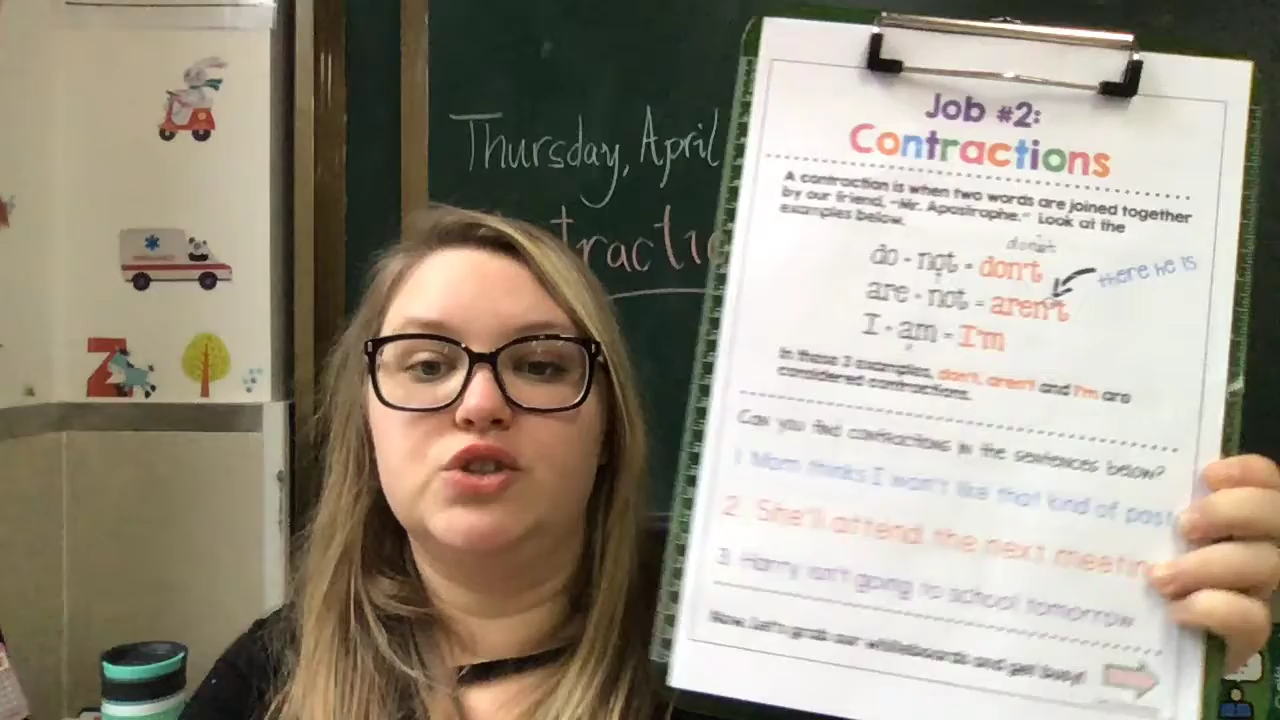 Thursday, April
tractic
Job #2:
Contractions
A contraction is when two words are joined together
by our friend, "Mr. Apostrophe." Look at the
examples below.
do + not = don't
are + not = aren't
there he is
I + am = I'm
In these 3 examples, don't, aren't and I'm are
considered contractions.
Can you find contractions in the sentences below?
1. Mom thinks I won't like that kind of past
2. She'll attend the next meetin
3. Harry isn't going to school tomorrow
Now, let's grab our whiteboards and get busy!
Z